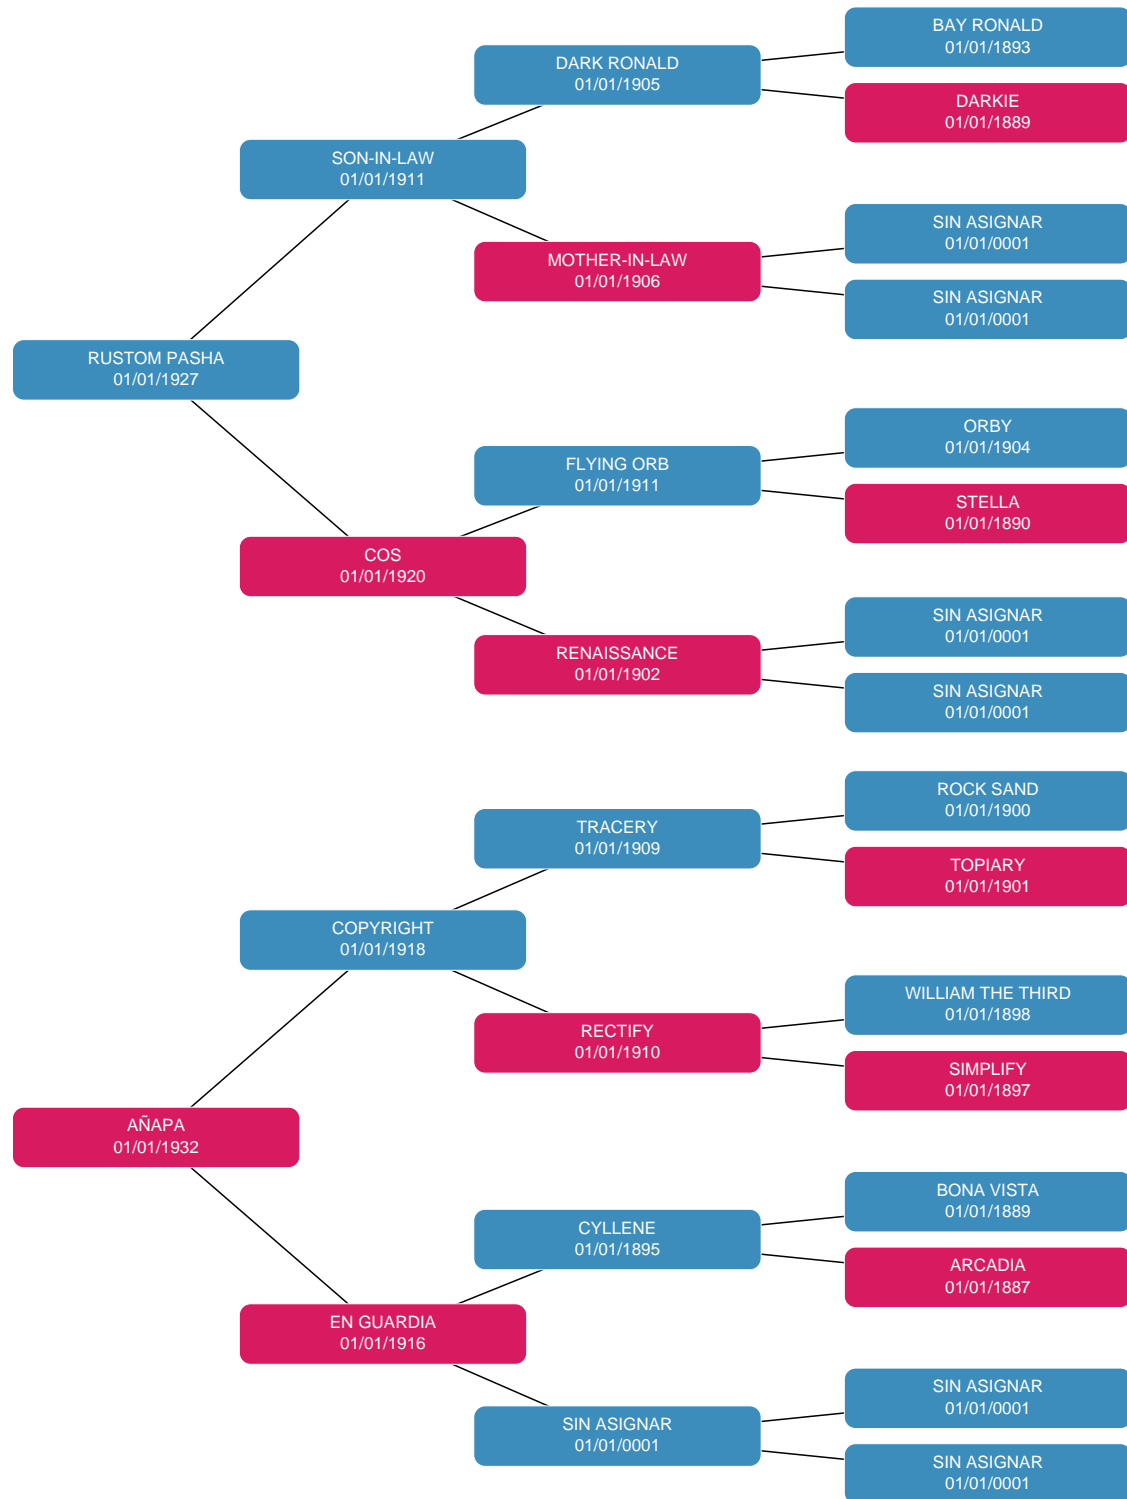 BAY RONALD
01/01/1893
DARK RONALD
01/01/1905
DARKIE
01/01/1889
SON-IN-LAW
01/01/1911
SIN ASIGNAR
01/01/0001
MOTHER-IN-LAW
01/01/1906
SIN ASIGNAR
01/01/0001
RUSTOM PASHA
01/01/1927
ORBY
01/01/1904
FLYING ORB
01/01/1911
STELLA
01/01/1890
COS
01/01/1920
SIN ASIGNAR
01/01/0001
RENAISSANCE
01/01/1902
SIN ASIGNAR
01/01/0001
ROCK SAND
01/01/1900
TRACERY
01/01/1909
TOPIARY
01/01/1901
COPYRIGHT
01/01/1918
WILLIAM THE THIRD
01/01/1898
RECTIFY
01/01/1910
SIMPLIFY
01/01/1897
AÑAPA
01/01/1932
BONA VISTA
01/01/1889
CYLLENE
01/01/1895
ARCADIA
01/01/1887
EN GUARDIA
01/01/1916
SIN ASIGNAR
01/01/0001
SIN ASIGNAR
01/01/0001
SIN ASIGNAR
01/01/0001